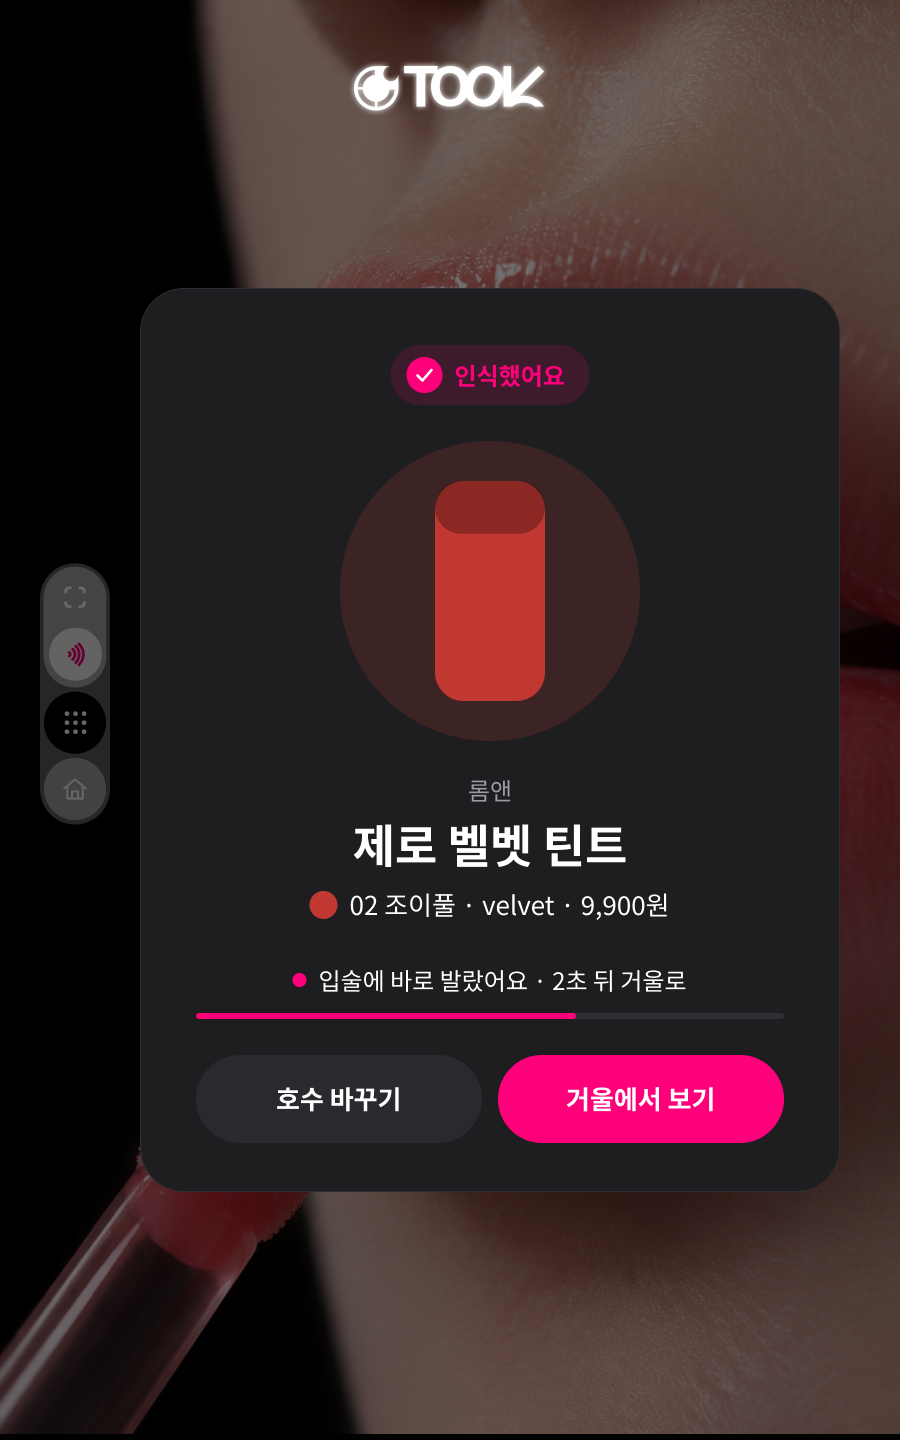 TOOK
인식했어요
롬앤
제로 벨벳 틴트
02 조이풀 · velvet · 9,900원
입술에 바로 발랐어요 · 2초 뒤 거울로
호수 바꾸기
거울에서 보기